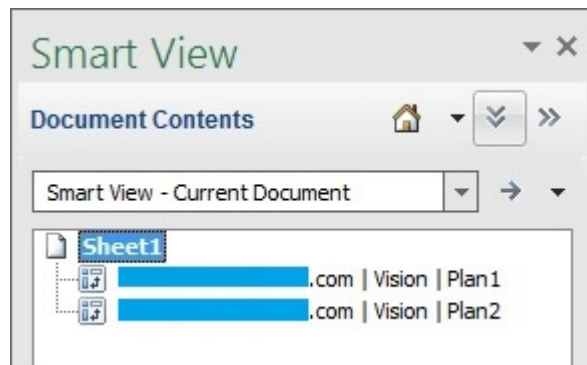 Smart View
Document Contents
Smart View - Current Document
Sheet1
.com | Vision | Plan1
.com | Vision | Plan2